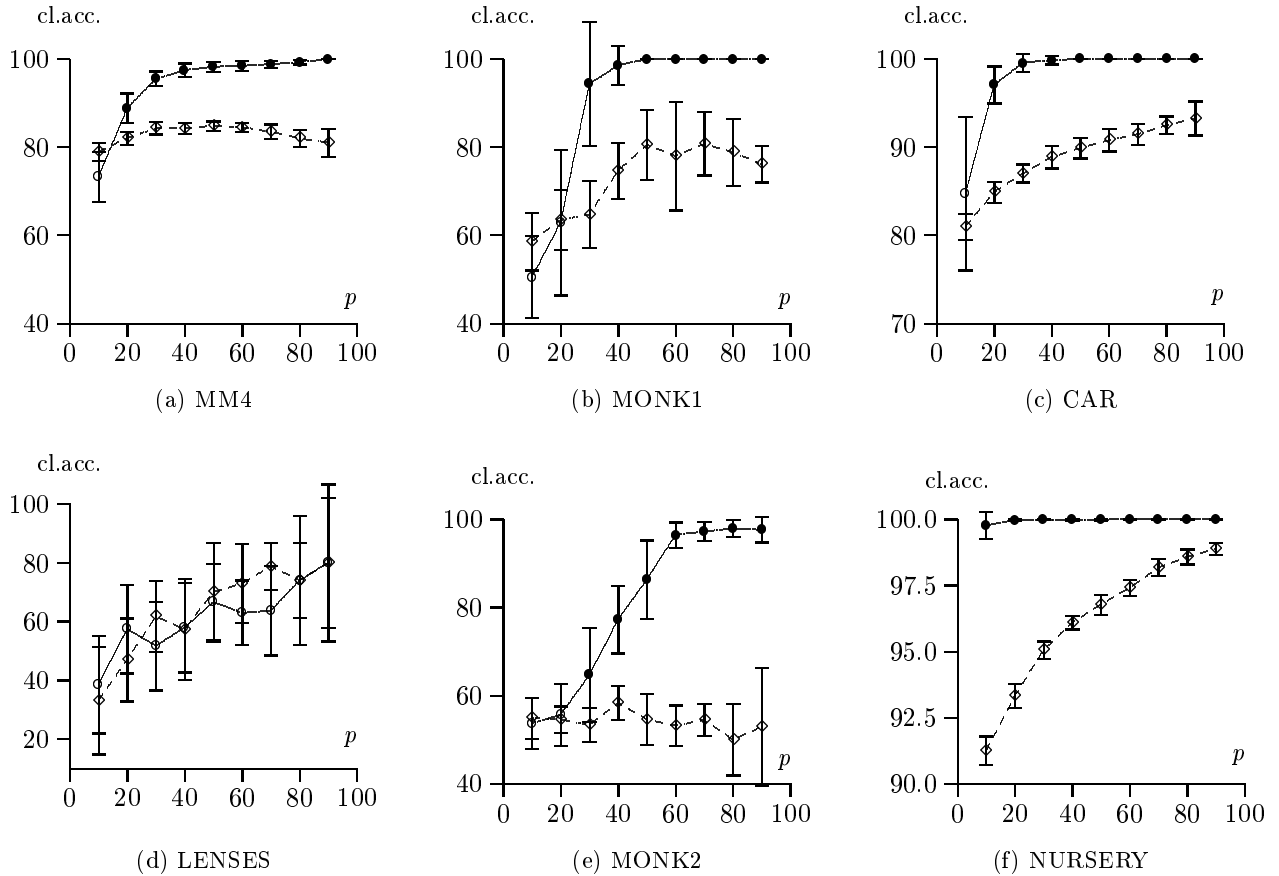 cl.acc. cl.acc. cl.acc.
100 100 100
80 80 90
60 60 80
p p p
40 40 70
0 20 40 60 80 100 0 20 40 60 80 100 0 20 40 60 80 100
(a) MM4 (b) MONK1 (c) CAR
cl.acc. cl.acc. cl.acc.
100 100 100.0
80 80 97.5
60 60 95.0
40 92.5
20 p p p
40 90.0
0 20 40 60 80 100 0 20 40 60 80 100 0 20 40 60 80 100
(d) LENSES (e) MONK2 (f) NURSERY